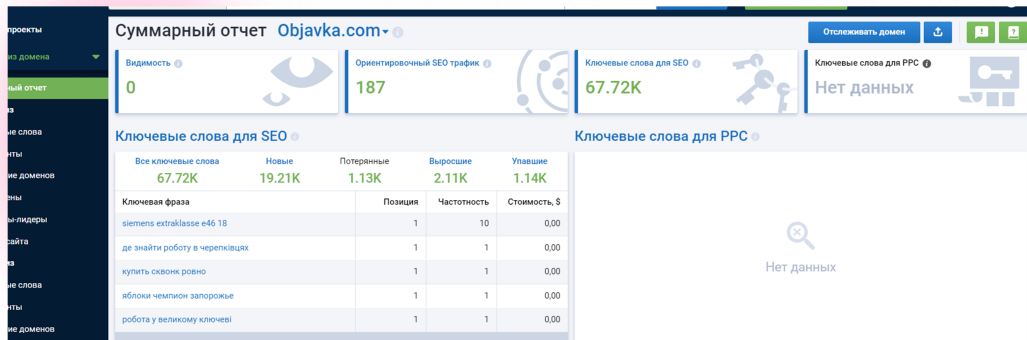 Суммарный отчет Objavka.com
Отслеживать домен
проекты
из домена
ый отчет
из
ые слова
нты
ие доменов
ены
ы-лидеры
сайта
из
ые слова
нты
ие доменов
Видимость
0
Ориентировочный SEO трафик
187
Ключевые слова для SEO
67.72K
Ключевые слова для PPC
Нет данных
Ключевые слова для SEO
Все ключевые слова Новые Потерянные Выросшие Упавшие
67.72K 19.21K 1.13K 2.11K 1.14K
Ключевая фраза Позиция Частотность Стоимость, $
siemens extraklasse e46 18 1 10 0,00
де знайти роботу в черепківцях 1 1 0,00
купить сквонк ровно 1 1 0,00
яблоки чемпион запорожье 1 1 0,00
робота у великому ключеві 1 1 0,00
Ключевые слова для PPC
Нет данных